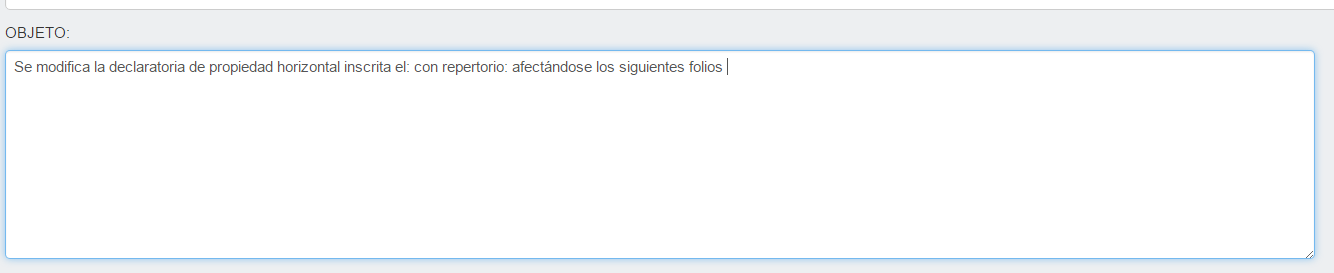 OBJETO:
Se modifica la declaratoria de propiedad horizontal inscrita el: con repertorio: afectándose los siguientes folios